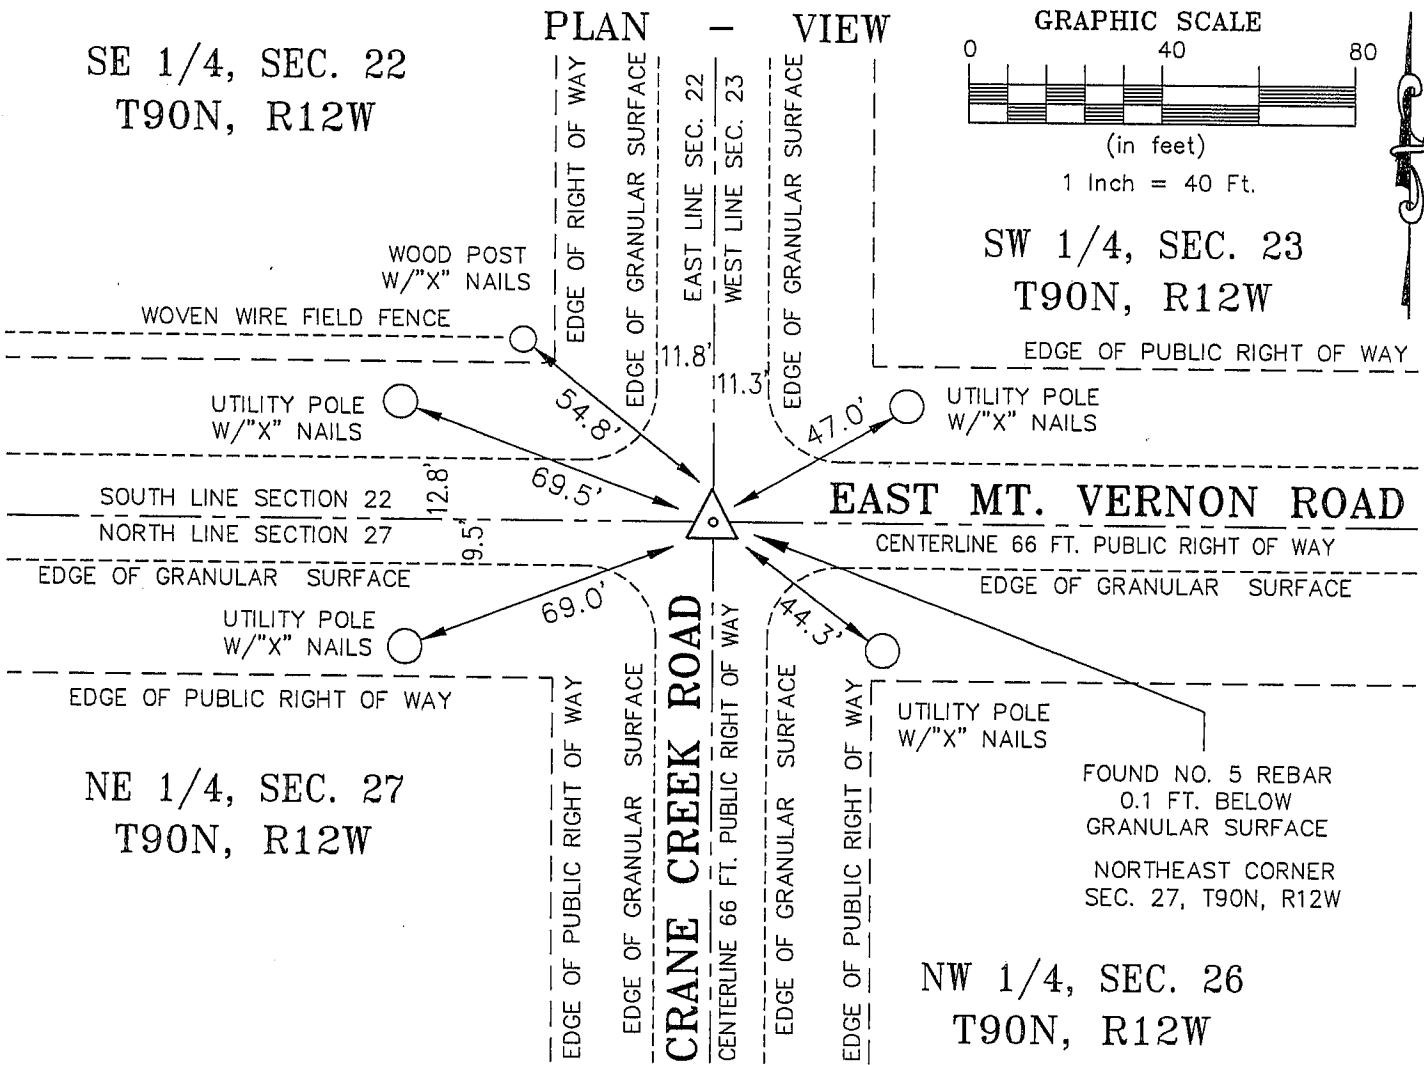 PLAN - VIEW
GRAPHIC SCALE
0 40 80
(in feet)
1 Inch = 40 Ft.
SE 1/4, SEC. 22
T90N, R12W
SW 1/4, SEC. 23
T90N, R12W
EDGE OF RIGHT OF WAY
EDGE OF GRANULAR SURFACE
EAST LINE SEC. 22
WEST LINE SEC. 23
EDGE OF GRANULAR SURFACE
WOOD POST
W/"X" NAILS
WOVEN WIRE FIELD FENCE
EDGE OF PUBLIC RIGHT OF WAY
11.8'
11.3'
UTILITY POLE
W/"X" NAILS
54.8'
47.0'
UTILITY POLE
W/"X" NAILS
69.5'
12.8'
SOUTH LINE SECTION 22
EAST MT. VERNON ROAD
NORTH LINE SECTION 27
9.5'
CENTERLINE 66 FT. PUBLIC RIGHT OF WAY
EDGE OF GRANULAR SURFACE
EDGE OF GRANULAR SURFACE
69.0'
44.3'
UTILITY POLE
W/"X" NAILS
EDGE OF PUBLIC RIGHT OF WAY
UTILITY POLE
W/"X" NAILS
EDGE OF PUBLIC RIGHT OF WAY
EDGE OF GRANULAR SURFACE
CRANE CREEK ROAD
CENTERLINE 66 FT. PUBLIC RIGHT OF WAY
EDGE OF GRANULAR SURFACE
EDGE OF PUBLIC RIGHT OF WAY
FOUND NO. 5 REBAR
0.1 FT. BELOW
GRANULAR SURFACE
NORTHEAST CORNER
SEC. 27, T90N, R12W
NE 1/4, SEC. 27
T90N, R12W
NW 1/4, SEC. 26
T90N, R12W